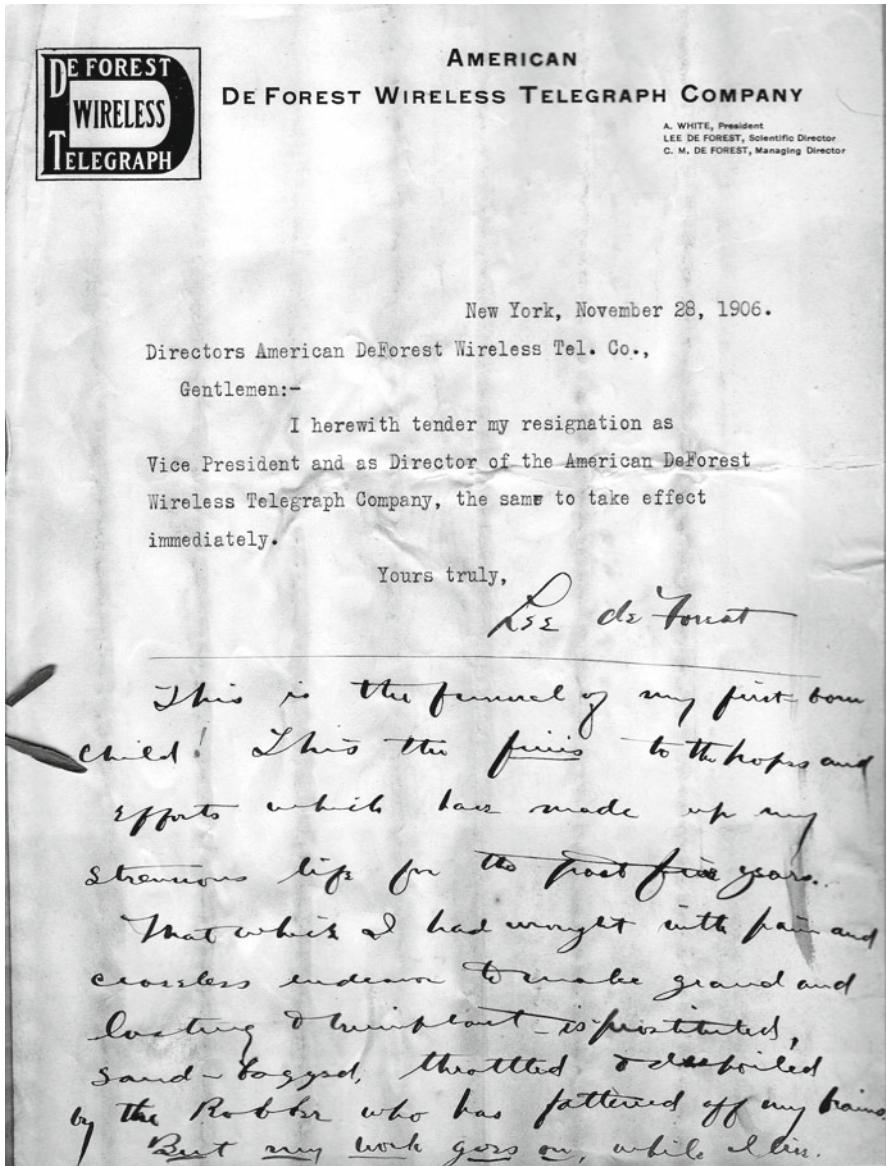 DE FOREST
WIRELESS
TELEGRAPH
AMERICAN
DE FOREST WIRELESS TELEGRAPH COMPANY
A. WHITE, President
LEE DE FOREST, Scientific Director
C. M. DE FOREST, Managing Director
New York, November 28, 1906.
Directors American DeForest Wireless Tel. Co.,
Gentlemen:-
I herewith tender my resignation as
Vice President and as Director of the American DeForest
Wireless Telegraph Company, the same to take effect
immediately.
Yours truly,
Lee de Forest
This is the funeral of my first-born
child! This the finis to the hopes and
efforts which have made up my
strenuous life for the past five years.
That which I had wrought with pain and
ceaseless endeavor to make grand and
lasting & triumphant - is prostituted,
sand-bagged, throttled & despoiled
by the Robber who has fattened off my brains.
But my work goes on, while I live.